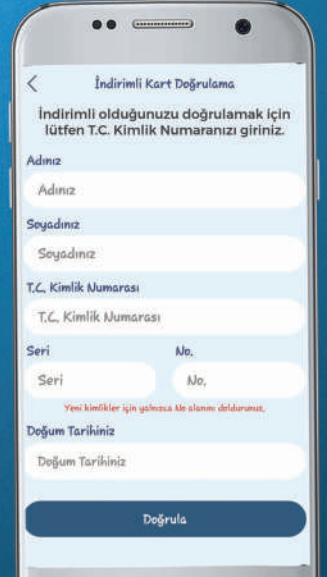 İndirimli Kart Doğrulama
İndirimli olduğunuzu doğrulamak için
lütfen T.C. Kimlik Numaranızı giriniz.
Adınız
Adınız
Soyadınız
Soyadınız
T.C. Kimlik Numarası
T.C. Kimlik Numarası
Seri No.
Seri No.
Yeni kimlikler için yalnızca No alanını doldurunuz.
Doğum Tarihiniz
Doğum Tarihiniz
Doğrula